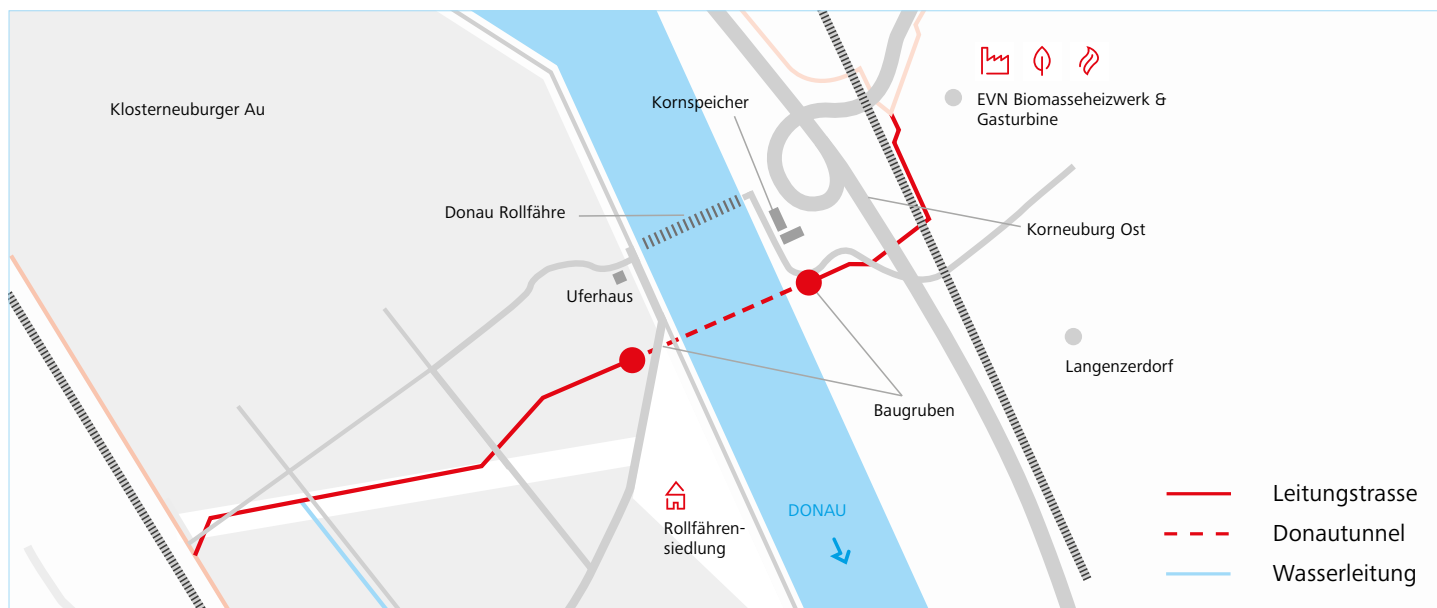 Klosterneuburger Au
Kornspeicher
EVN Biomasseheizwerk &
Gasturbine
Donau Rollfähre
Korneuburg Ost
Uferhaus
Langenzerdorf
Baugruben
Rollfähren-
siedlung
DONAU
Leitungstrasse
Donautunnel
Wasserleitung